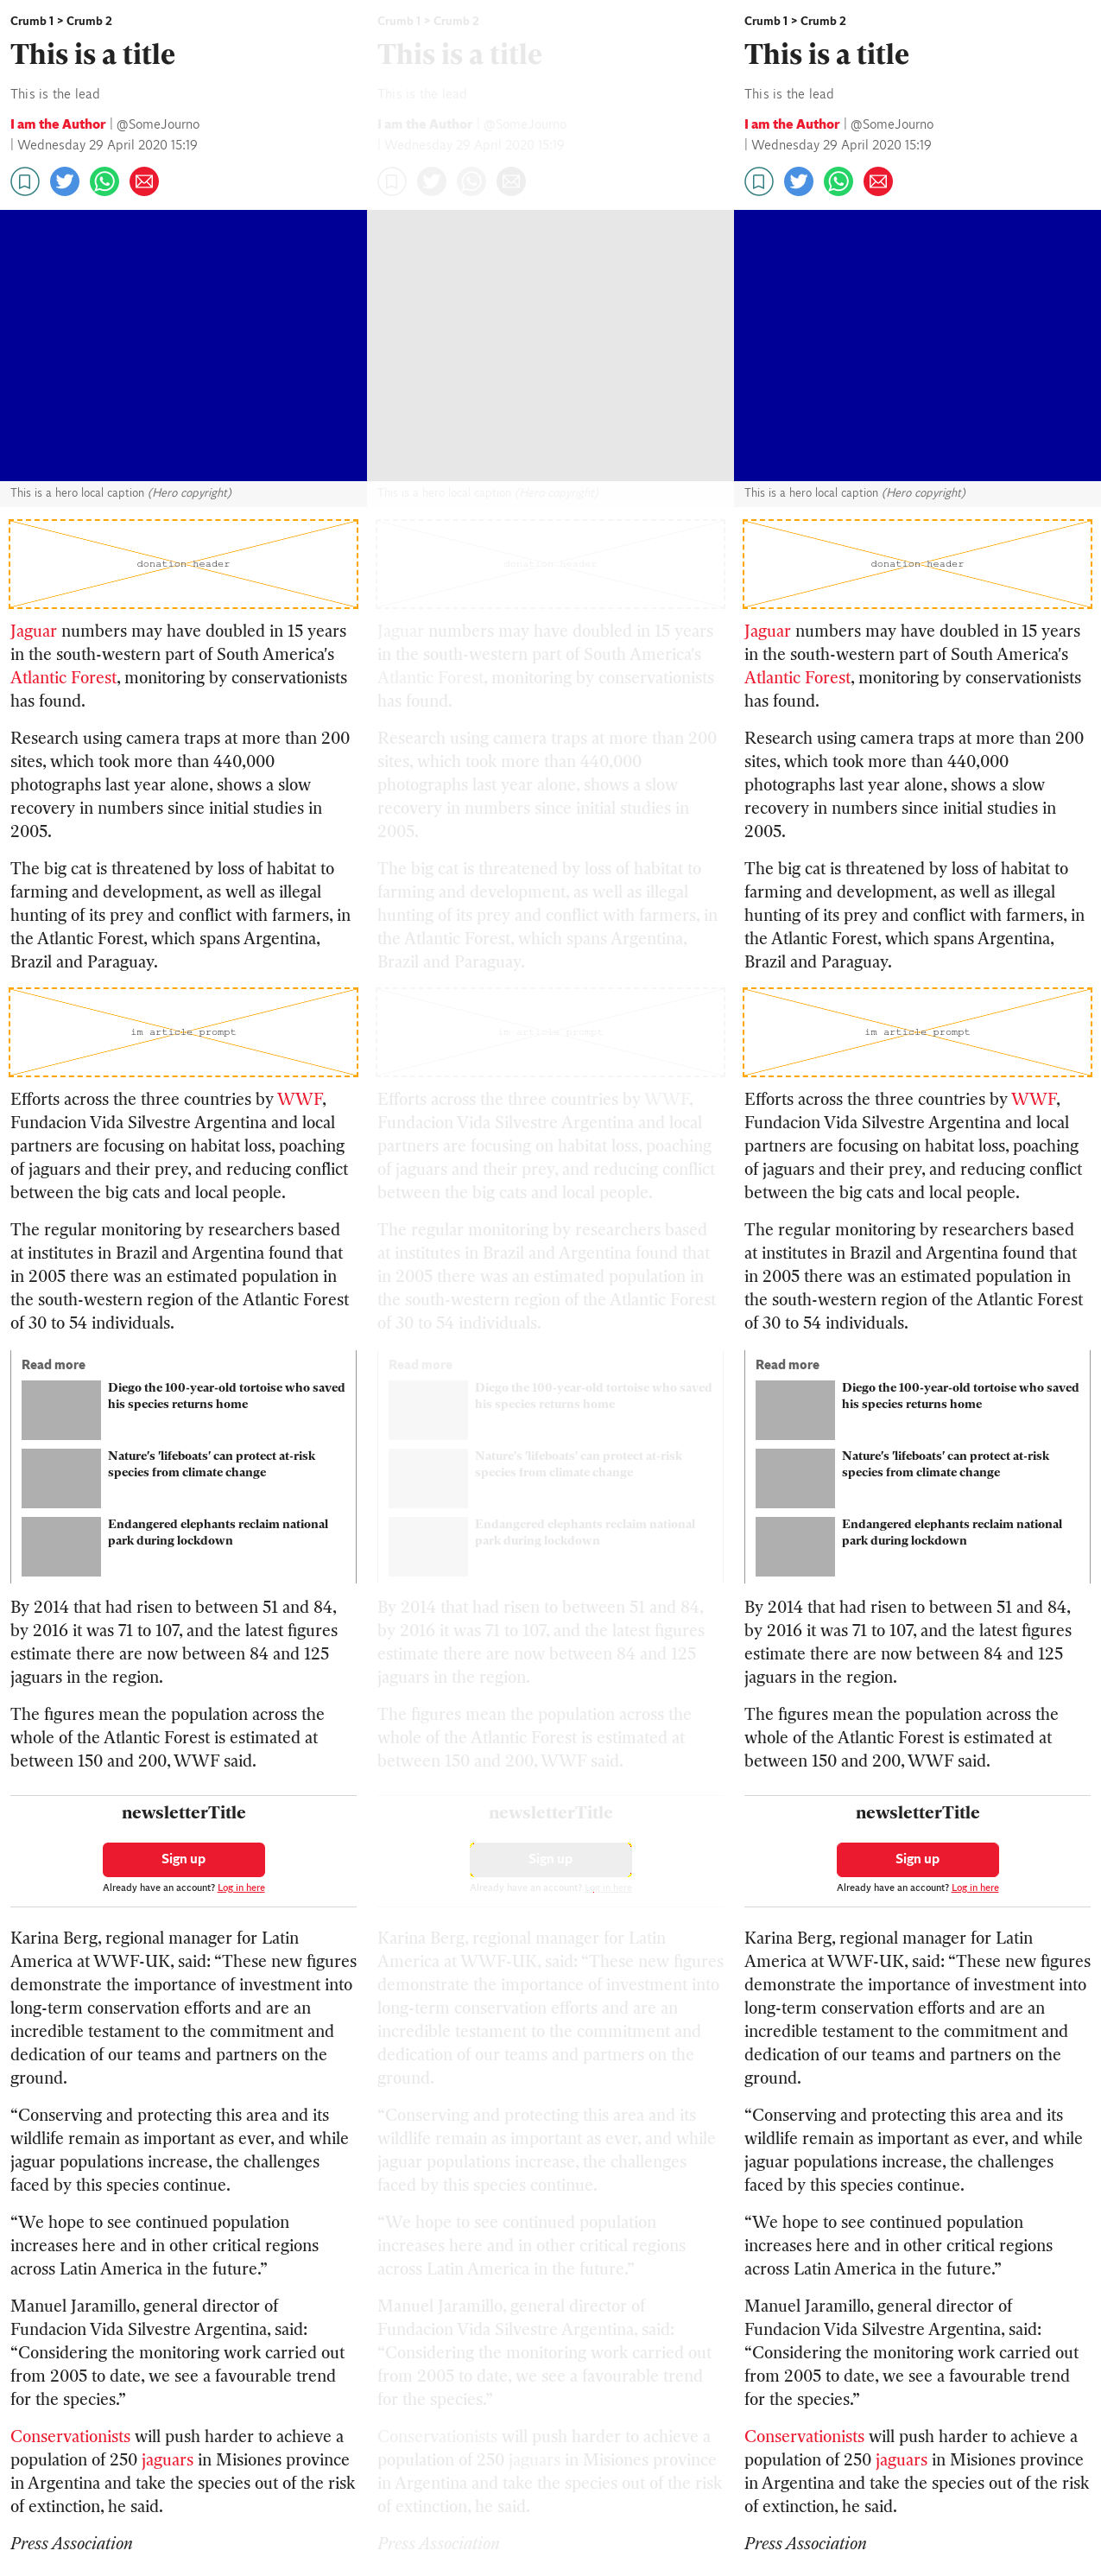 Crumb 1 > Crumb 2
This is a title
This is the lead
I am the Author | @SomeJourno
| Wednesday 29 April 2020 15:19
This is a hero local caption (Hero copyright)
donation header
Jaguar numbers may have doubled in 15 years
in the south-western part of South America's
Atlantic Forest, monitoring by conservationists
has found.
Research using camera traps at more than 200
sites, which took more than 440,000
photographs last year alone, shows a slow
recovery in numbers since initial studies in
2005.
The big cat is threatened by loss of habitat to
farming and development, as well as illegal
hunting of its prey and conflict with farmers, in
the Atlantic Forest, which spans Argentina,
Brazil and Paraguay.
im article prompt
Efforts across the three countries by WWF,
Fundacion Vida Silvestre Argentina and local
partners are focusing on habitat loss, poaching
of jaguars and their prey, and reducing conflict
between the big cats and local people.
The regular monitoring by researchers based
at institutes in Brazil and Argentina found that
in 2005 there was an estimated population in
the south-western region of the Atlantic Forest
of 30 to 54 individuals.
Read more
Diego the 100-year-old tortoise who saved
his species returns home
Nature's 'lifeboats' can protect at-risk
species from climate change
Endangered elephants reclaim national
park during lockdown
By 2014 that had risen to between 51 and 84,
by 2016 it was 71 to 107, and the latest figures
estimate there are now between 84 and 125
jaguars in the region.
The figures mean the population across the
whole of the Atlantic Forest is estimated at
between 150 and 200, WWF said.
newsletterTitle
Sign up
Already have an account? Log in here
Karina Berg, regional manager for Latin
America at WWF-UK, said: “These new figures
demonstrate the importance of investment into
long-term conservation efforts and are an
incredible testament to the commitment and
dedication of our teams and partners on the
ground.
“Conserving and protecting this area and its
wildlife remain as important as ever, and while
jaguar populations increase, the challenges
faced by this species continue.
“We hope to see continued population
increases here and in other critical regions
across Latin America in the future.”
Manuel Jaramillo, general director of
Fundacion Vida Silvestre Argentina, said:
“Considering the monitoring work carried out
from 2005 to date, we see a favourable trend
for the species.”
Conservationists will push harder to achieve a
population of 250 jaguars in Misiones province
in Argentina and take the species out of the risk
of extinction, he said.
Press Association
Crumb 1 > Crumb 2
This is a title
This is the lead
I am the Author | @SomeJourno
| Wednesday 29 April 2020 15:19
This is a hero local caption (Hero copyright)
donation header
Jaguar numbers may have doubled in 15 years
in the south-western part of South America's
Atlantic Forest, monitoring by conservationists
has found.
Research using camera traps at more than 200
sites, which took more than 440,000
photographs last year alone, shows a slow
recovery in numbers since initial studies in
2005.
The big cat is threatened by loss of habitat to
farming and development, as well as illegal
hunting of its prey and conflict with farmers, in
the Atlantic Forest, which spans Argentina,
Brazil and Paraguay.
im article prompt
Efforts across the three countries by WWF,
Fundacion Vida Silvestre Argentina and local
partners are focusing on habitat loss, poaching
of jaguars and their prey, and reducing conflict
between the big cats and local people.
The regular monitoring by researchers based
at institutes in Brazil and Argentina found that
in 2005 there was an estimated population in
the south-western region of the Atlantic Forest
of 30 to 54 individuals.
Read more
Diego the 100-year-old tortoise who saved
his species returns home
Nature's 'lifeboats' can protect at-risk
species from climate change
Endangered elephants reclaim national
park during lockdown
By 2014 that had risen to between 51 and 84,
by 2016 it was 71 to 107, and the latest figures
estimate there are now between 84 and 125
jaguars in the region.
The figures mean the population across the
whole of the Atlantic Forest is estimated at
between 150 and 200, WWF said.
newsletterTitle
Sign up
Already have an account? Log in here
Karina Berg, regional manager for Latin
America at WWF-UK, said: “These new figures
demonstrate the importance of investment into
long-term conservation efforts and are an
incredible testament to the commitment and
dedication of our teams and partners on the
ground.
“Conserving and protecting this area and its
wildlife remain as important as ever, and while
jaguar populations increase, the challenges
faced by this species continue.
“We hope to see continued population
increases here and in other critical regions
across Latin America in the future.”
Manuel Jaramillo, general director of
Fundacion Vida Silvestre Argentina, said:
“Considering the monitoring work carried out
from 2005 to date, we see a favourable trend
for the species.”
Conservationists will push harder to achieve a
population of 250 jaguars in Misiones province
in Argentina and take the species out of the risk
of extinction, he said.
Press Association
Crumb 1 > Crumb 2
This is a title
This is the lead
I am the Author | @SomeJourno
| Wednesday 29 April 2020 15:19
This is a hero local caption (Hero copyright)
donation header
Jaguar numbers may have doubled in 15 years
in the south-western part of South America's
Atlantic Forest, monitoring by conservationists
has found.
Research using camera traps at more than 200
sites, which took more than 440,000
photographs last year alone, shows a slow
recovery in numbers since initial studies in
2005.
The big cat is threatened by loss of habitat to
farming and development, as well as illegal
hunting of its prey and conflict with farmers, in
the Atlantic Forest, which spans Argentina,
Brazil and Paraguay.
im article prompt
Efforts across the three countries by WWF,
Fundacion Vida Silvestre Argentina and local
partners are focusing on habitat loss, poaching
of jaguars and their prey, and reducing conflict
between the big cats and local people.
The regular monitoring by researchers based
at institutes in Brazil and Argentina found that
in 2005 there was an estimated population in
the south-western region of the Atlantic Forest
of 30 to 54 individuals.
Read more
Diego the 100-year-old tortoise who saved
his species returns home
Nature's 'lifeboats' can protect at-risk
species from climate change
Endangered elephants reclaim national
park during lockdown
By 2014 that had risen to between 51 and 84,
by 2016 it was 71 to 107, and the latest figures
estimate there are now between 84 and 125
jaguars in the region.
The figures mean the population across the
whole of the Atlantic Forest is estimated at
between 150 and 200, WWF said.
newsletterTitle
Sign up
Already have an account? Log in here
Karina Berg, regional manager for Latin
America at WWF-UK, said: “These new figures
demonstrate the importance of investment into
long-term conservation efforts and are an
incredible testament to the commitment and
dedication of our teams and partners on the
ground.
“Conserving and protecting this area and its
wildlife remain as important as ever, and while
jaguar populations increase, the challenges
faced by this species continue.
“We hope to see continued population
increases here and in other critical regions
across Latin America in the future.”
Manuel Jaramillo, general director of
Fundacion Vida Silvestre Argentina, said:
“Considering the monitoring work carried out
from 2005 to date, we see a favourable trend
for the species.”
Conservationists will push harder to achieve a
population of 250 jaguars in Misiones province
in Argentina and take the species out of the risk
of extinction, he said.
Press Association